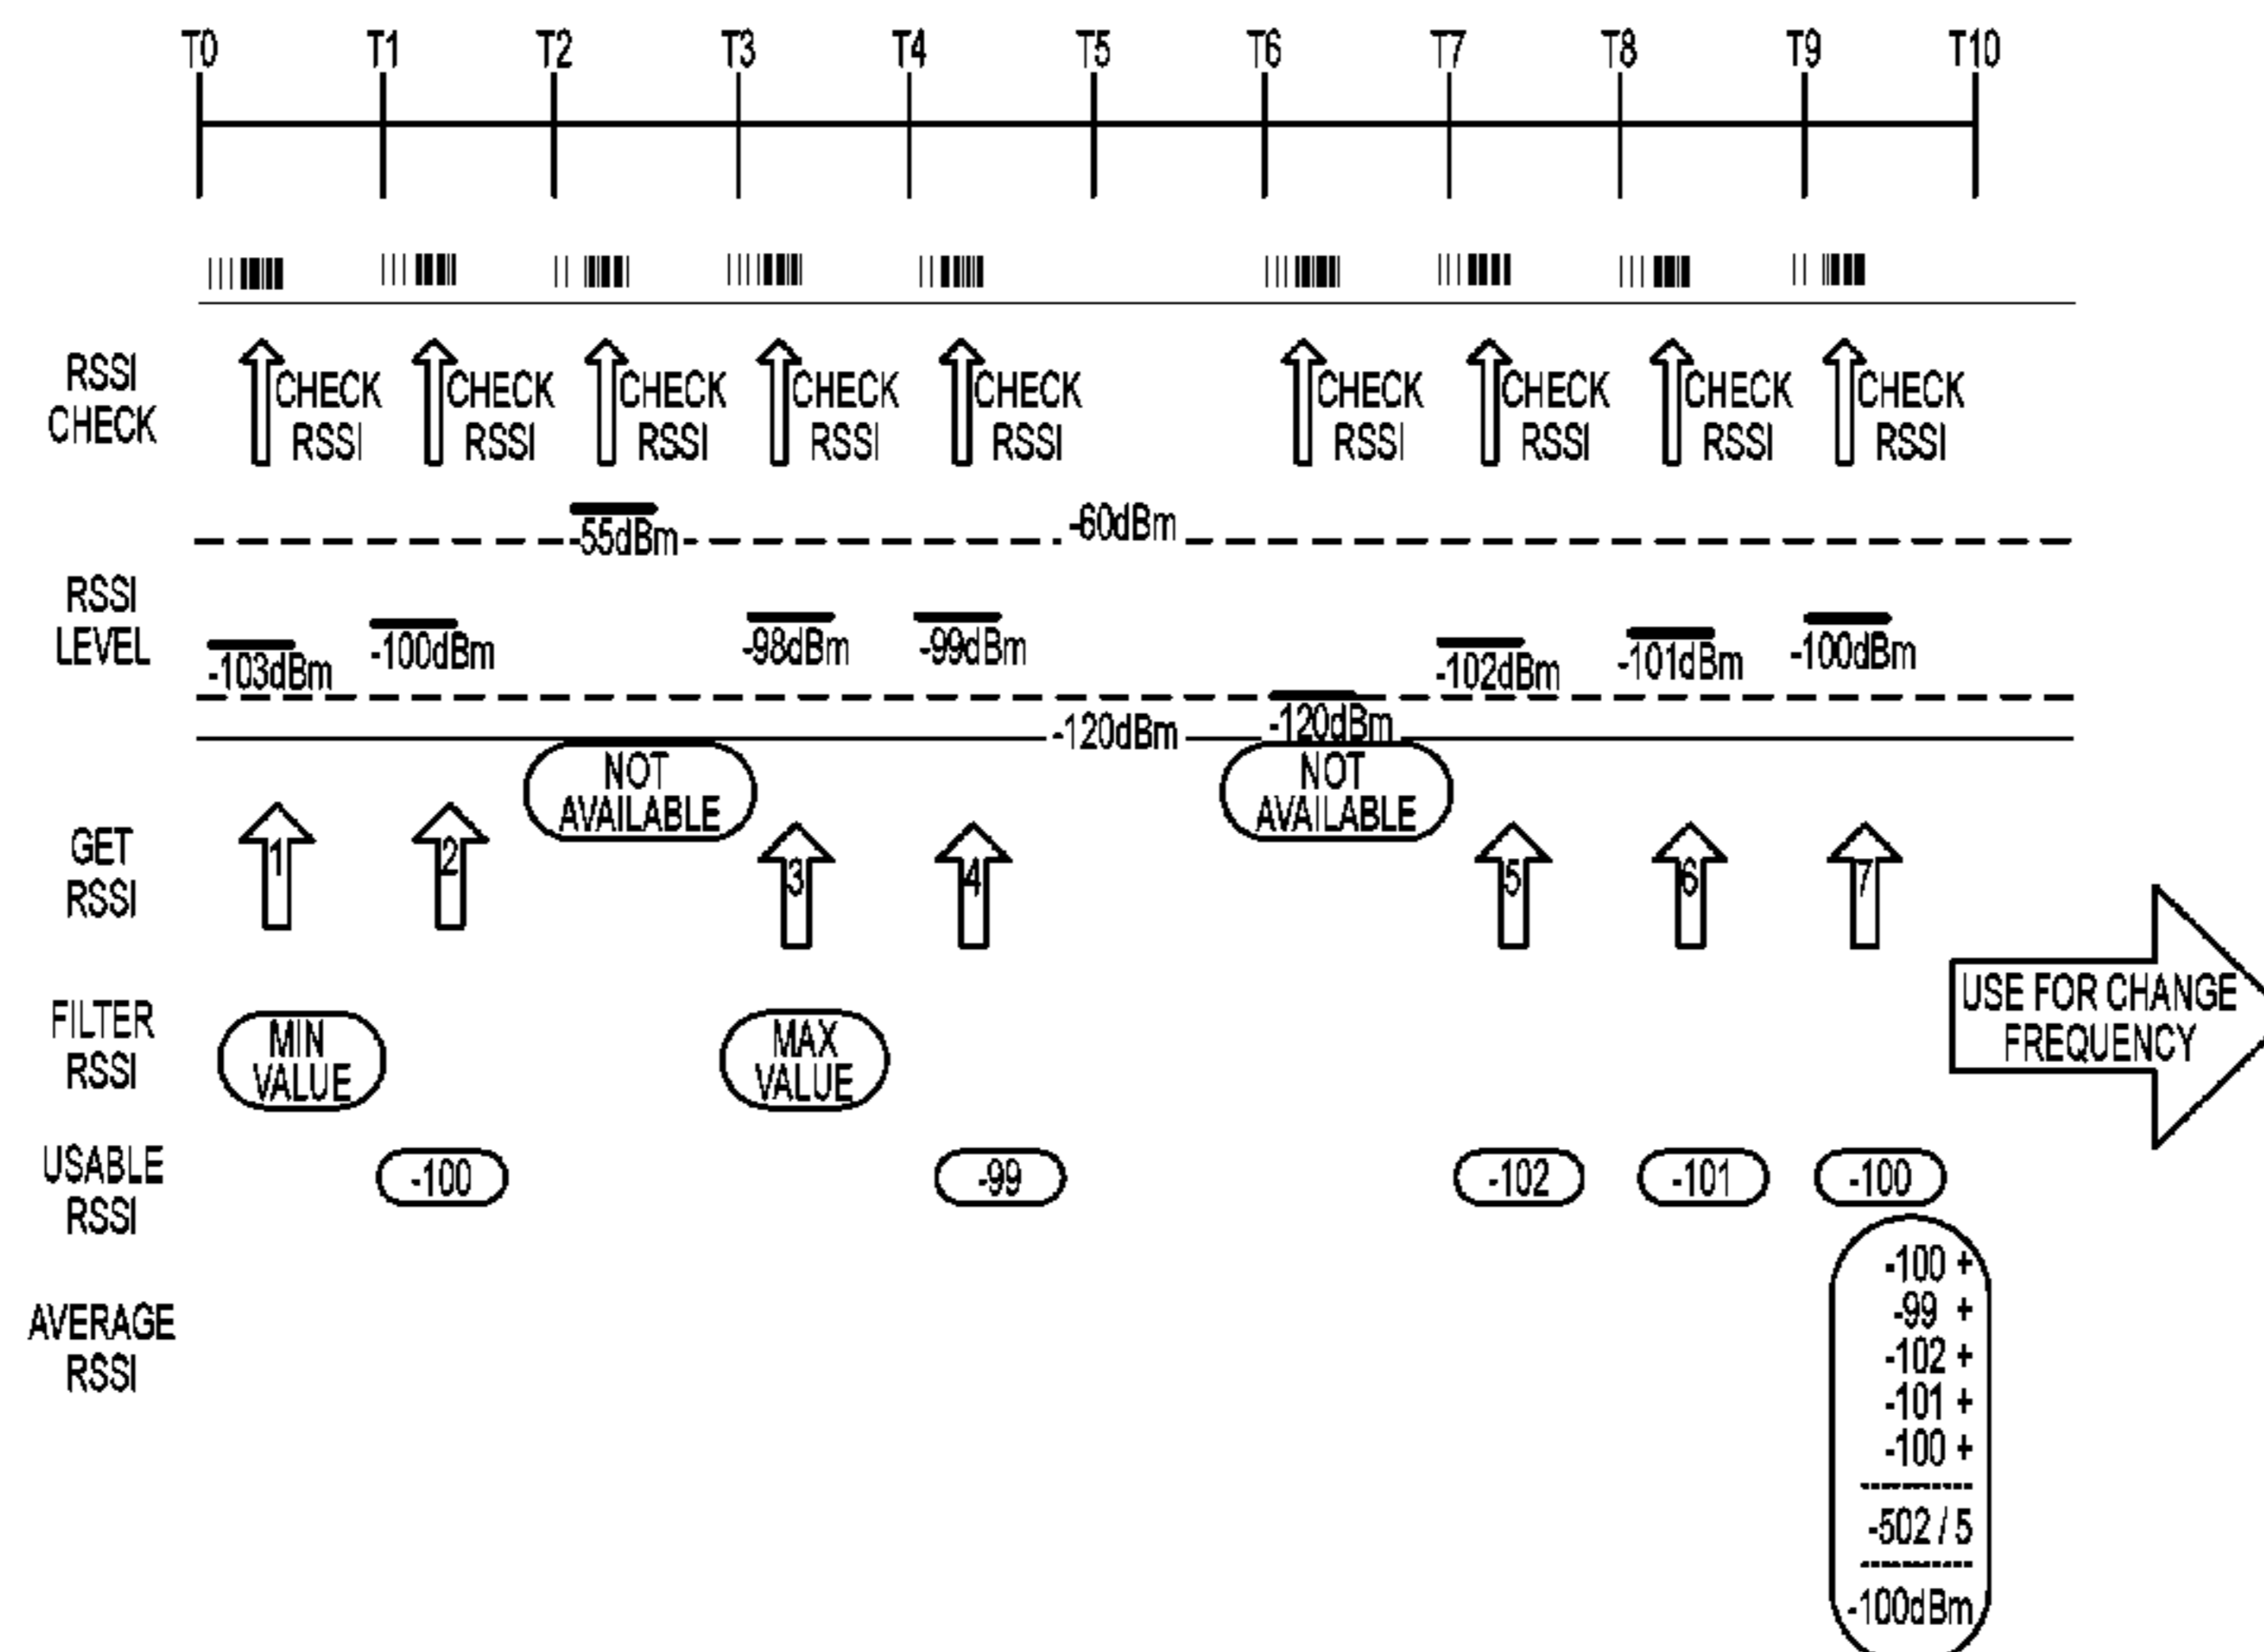 T0 T1 T2 T3 T4 T5 T6 T7 T8 T9 T10
RSSI
CHECK
CHECK
RSSI
CHECK
RSSI
CHECK
RSSI
CHECK
RSSI
CHECK
RSSI
CHECK
RSSI
CHECK
RSSI
CHECK
RSSI
CHECK
RSSI
RSSI
LEVEL
-55dBm
-60dBm
-103dBm
-100dBm
-98dBm
-99dBm
-102dBm
-101dBm
-100dBm
-120dBm
-120dBm
NOT
AVAILABLE
NOT
AVAILABLE
GET
RSSI
1 2 3 4 5 6 7
FILTER
RSSI
MIN
VALUE
MAX
VALUE
USE FOR CHANGE
FREQUENCY
USABLE
RSSI
-100 -99 -102 -101 -100
AVERAGE
RSSI
-100 +
-99 +
-102 +
-101 +
-100 +
-----------
-502 / 5
-----------
-100dBm